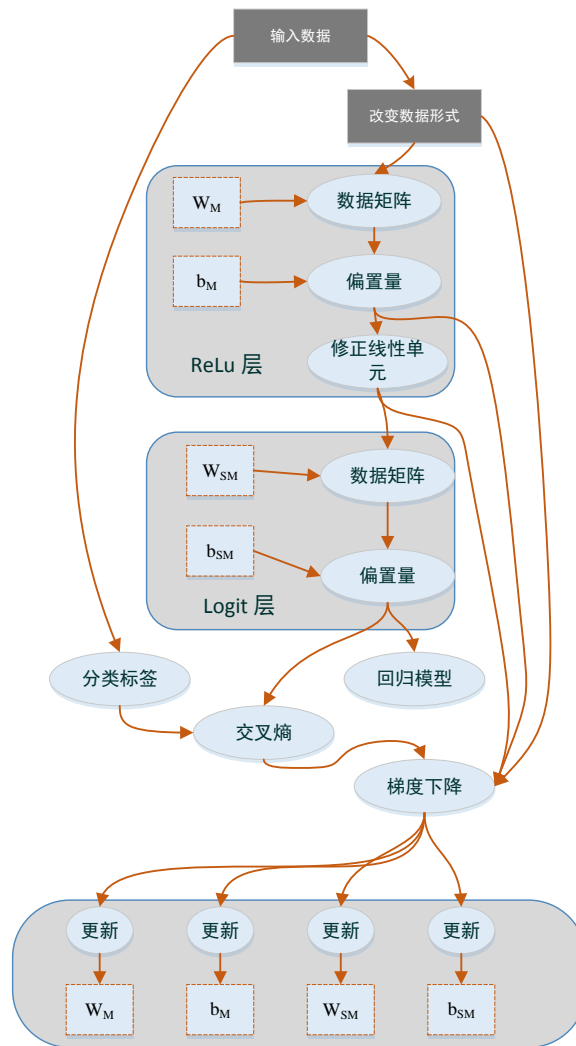 输入数据
改变数据形式
W_M
数据矩阵
b_M
偏置量
修正线性单
元
ReLu 层
W_SM
数据矩阵
b_SM
偏置量
Logit 层
分类标签
回归模型
交叉熵
梯度下降
更新
更新
更新
更新
W_M
b_M
W_SM
b_SM